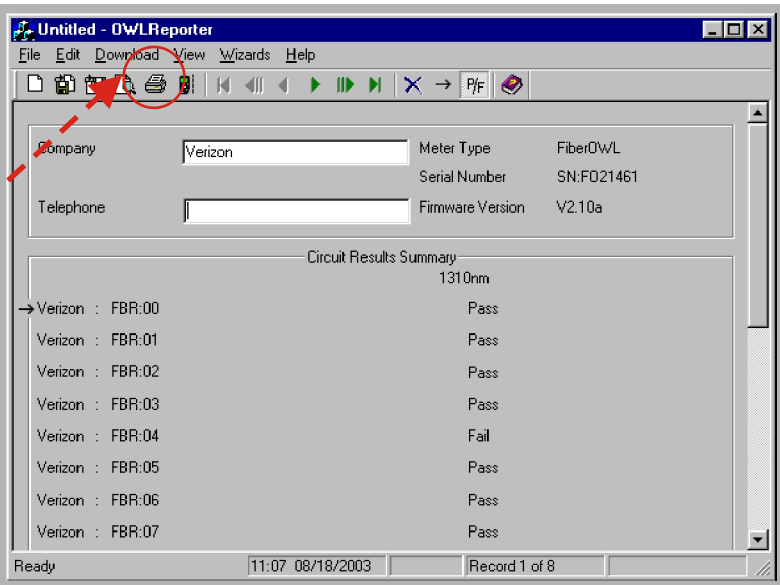 Untitled - OWLReporter
File Edit Download View Wizards Help
P/F
Company Verizon Meter Type FiberOWL
Serial Number SN:FO21461
Telephone Firmware Version V2.10a
Circuit Results Summary
1310nm
Verizon : FBR:00 Pass
Verizon : FBR:01 Pass
Verizon : FBR:02 Pass
Verizon : FBR:03 Pass
Verizon : FBR:04 Fail
Verizon : FBR:05 Pass
Verizon : FBR:06 Pass
Verizon : FBR:07 Pass
Ready 11:07 08/18/2003 Record 1 of 8